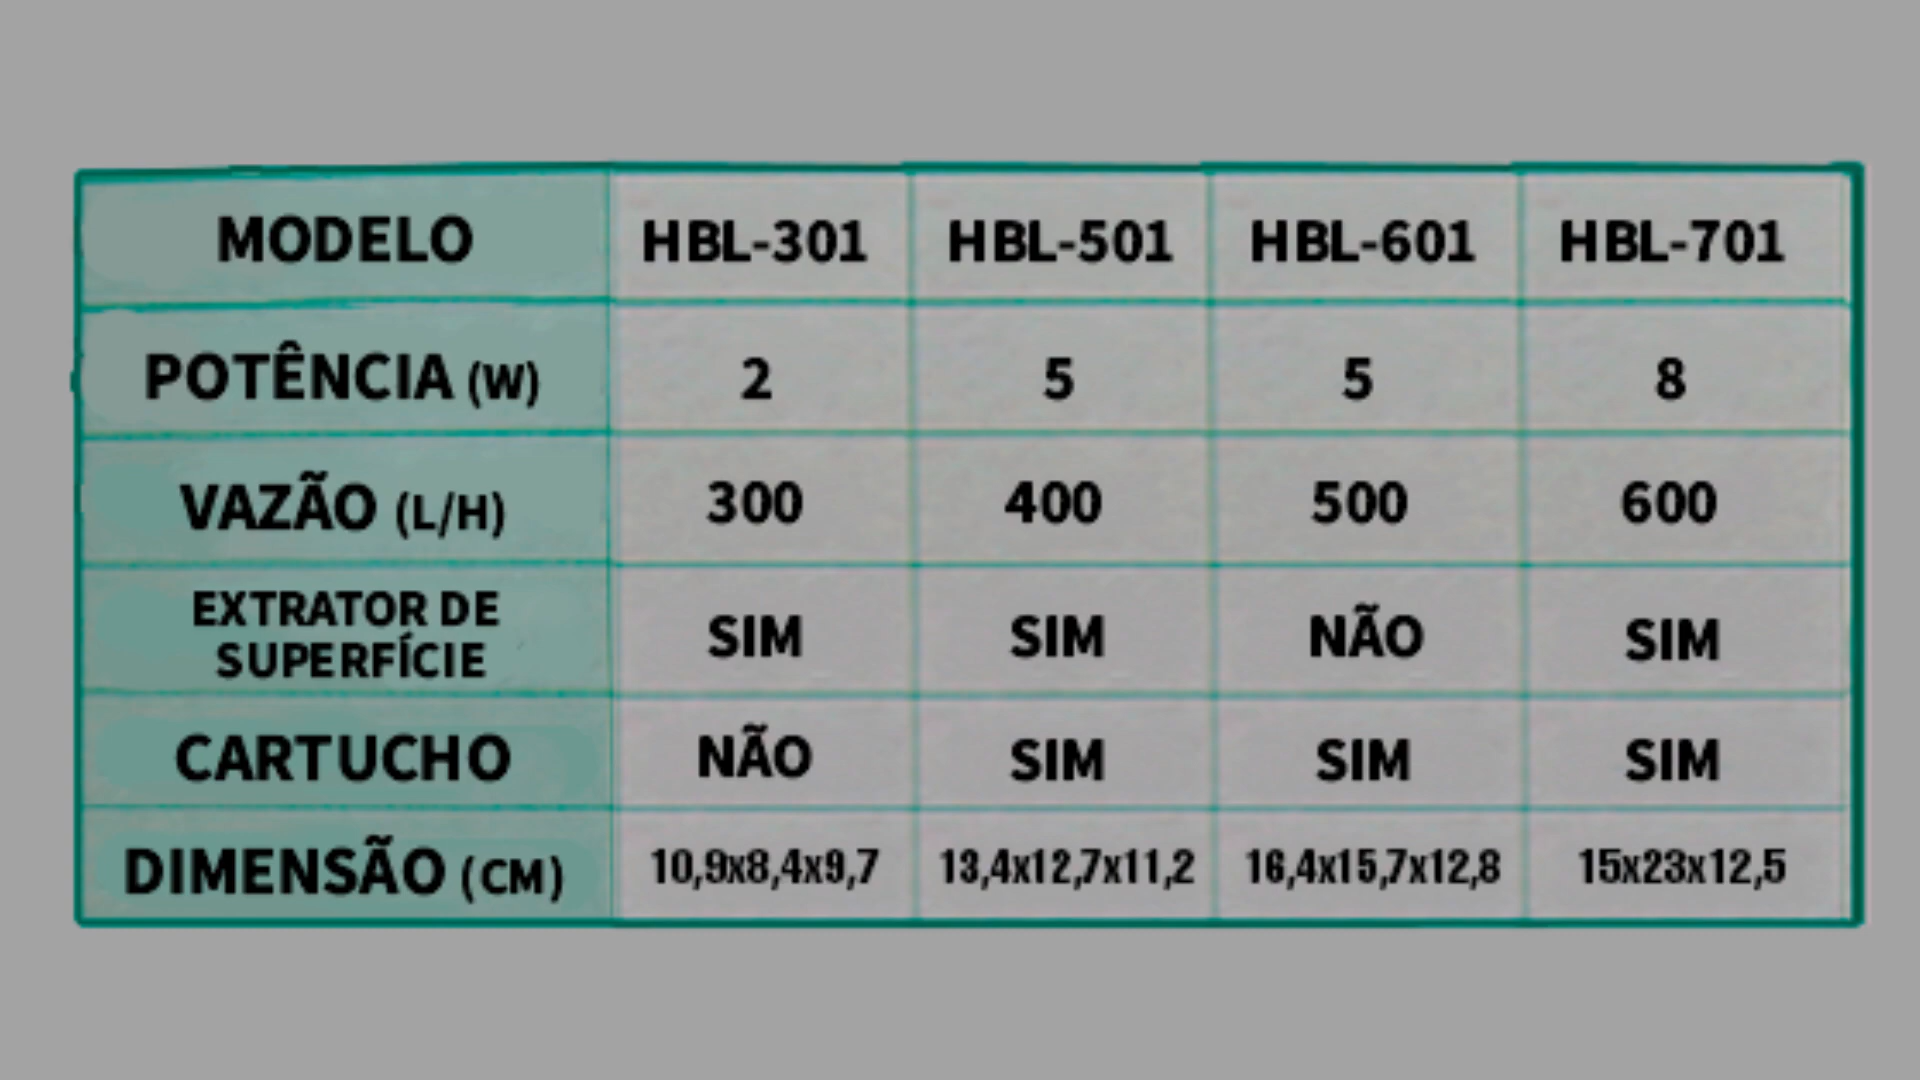 MODELO HBL-301 HBL-501 HBL-601 HBL-701
POTÊNCIA (W) 2 5 5 8
VAZÃO (L/H) 300 400 500 600
EXTRATOR DE
SUPERFÍCIE SIM SIM NÃO SIM
CARTUCHO NÃO SIM SIM SIM
DIMENSÃO (CM) 10,9x8,4x9,7 13,4x12,7x11,2 16,4x15,7x12,8 15x23x12,5